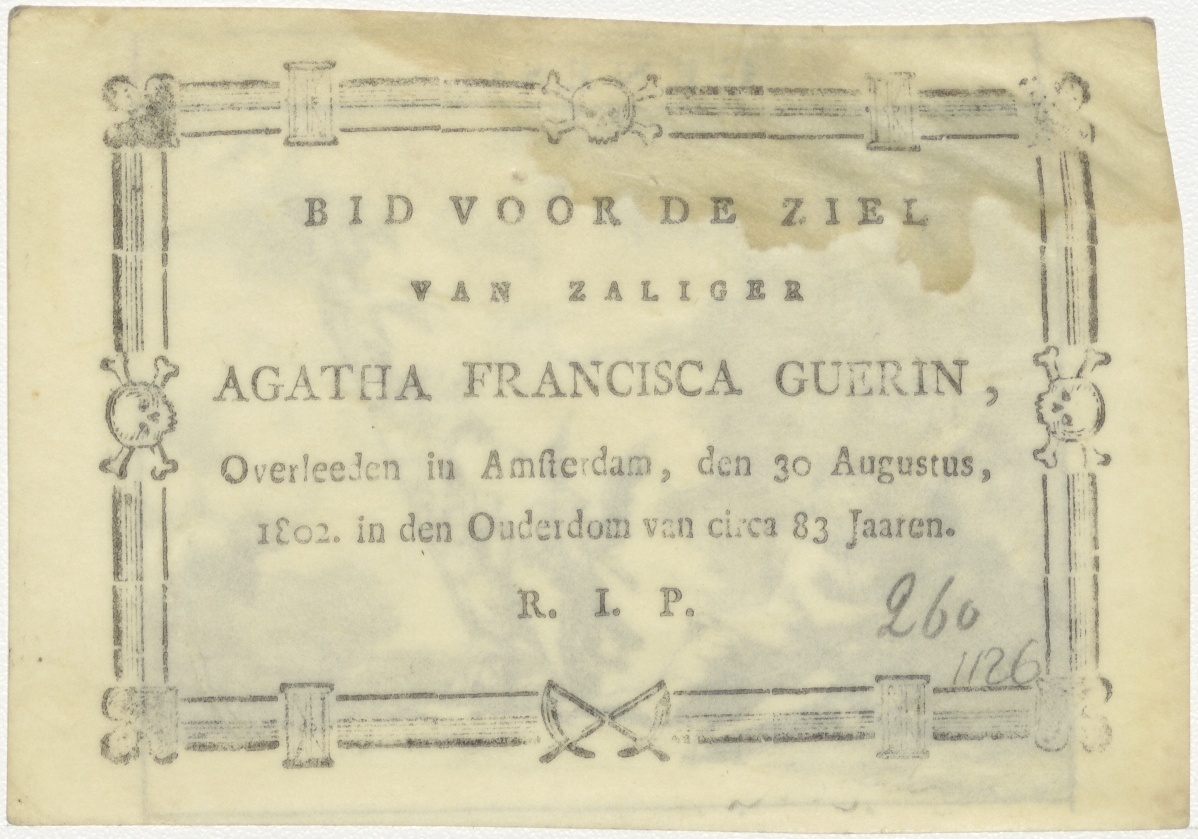 BID VOOR DE ZIEL
VAN ZALIGER
AGATHA FRANCISCA GUERIN,
Overleeden in Amſterdam, den 30 Augustus,
1802. in den Ouderdom van circa 83 Jaaren.
R. I. P.
260
1126